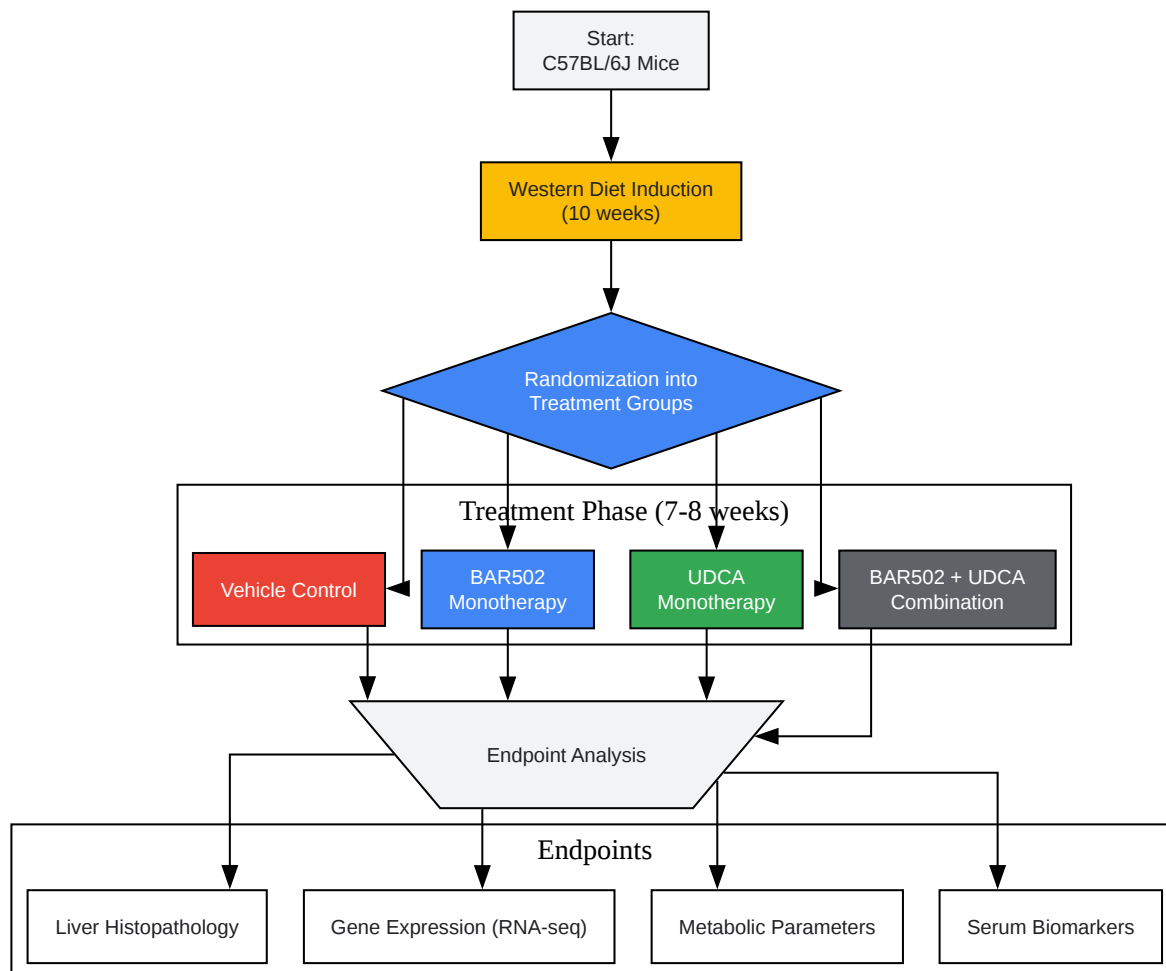 Start:
C57BL/6J Mice
Western Diet Induction
(10 weeks)
Randomization into
Treatment Groups
Treatment Phase (7-8 weeks)
Vehicle Control
BAR502
Monotherapy
UDCA
Monotherapy
BAR502 + UDCA
Combination
Endpoint Analysis
Endpoints
Liver Histopathology
Gene Expression (RNA-seq)
Metabolic Parameters
Serum Biomarkers